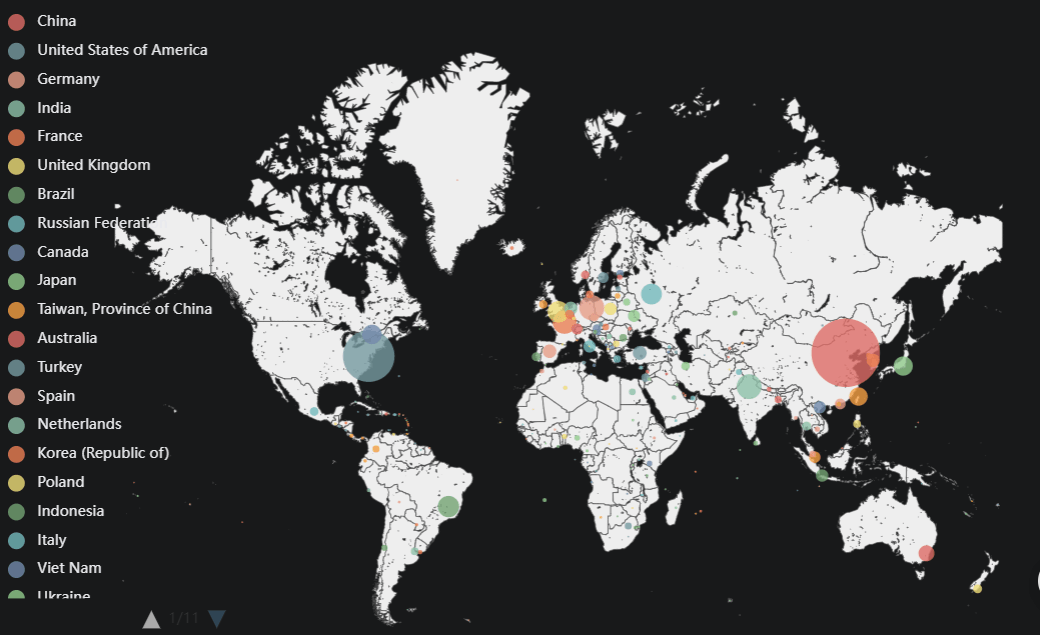 China
United States of America
Germany
India
France
United Kingdom
Brazil
Russian Federatio
Canada
Japan
Taiwan, Province of China
Australia
Turkey
Spain
Netherlands
Korea (Republic of)
Poland
Indonesia
Italy
Viet Nam
Ukraine
1/11